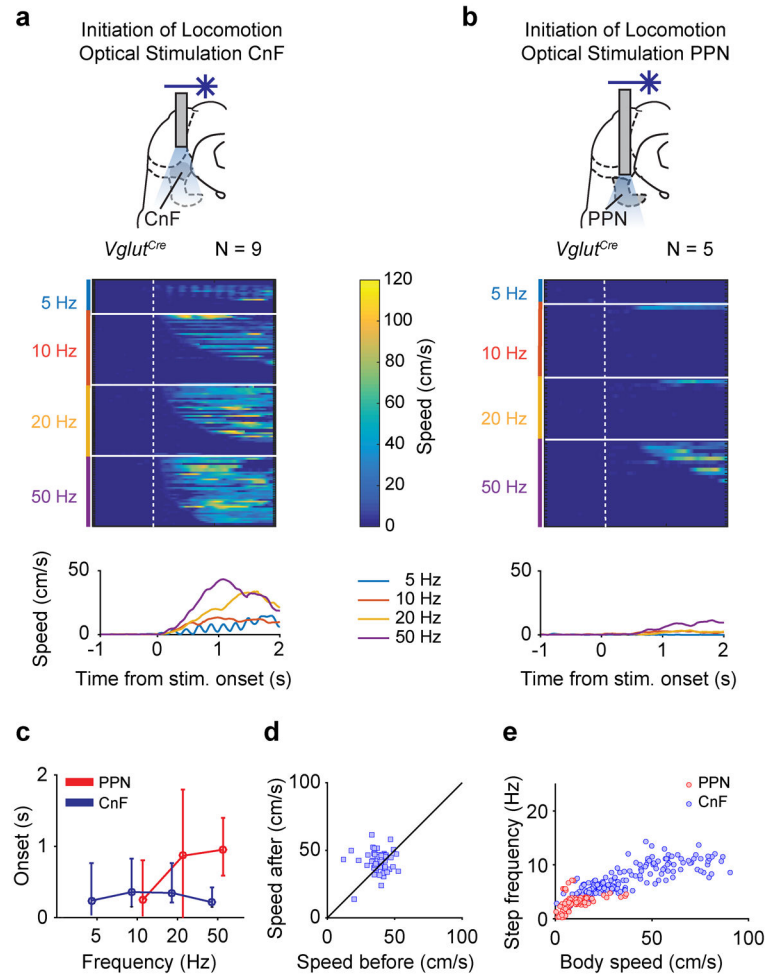 a
Initiation of Locomotion
Optical Stimulation CnF
CnF
Vglut^Cre N = 9
5 Hz
10 Hz
20 Hz
50 Hz
120
100
80
60
40
20
0
Speed (cm/s)
50
0
Speed (cm/s)
-1 0 1 2
Time from stim. onset (s)
5 Hz
10 Hz
20 Hz
50 Hz
b
Initiation of Locomotion
Optical Stimulation PPN
PPN
Vglut^Cre N = 5
5 Hz
10 Hz
20 Hz
50 Hz
50
0
-1 0 1 2
Time from stim. onset (s)
c
PPN
CnF
2
1
0
Onset (s)
5 10 20 50
Frequency (Hz)
d
100
50
0
Speed after (cm/s)
0 50 100
Speed before (cm/s)
e
PPN
CnF
20
10
0
Step frequency (Hz)
0 50 100
Body speed (cm/s)